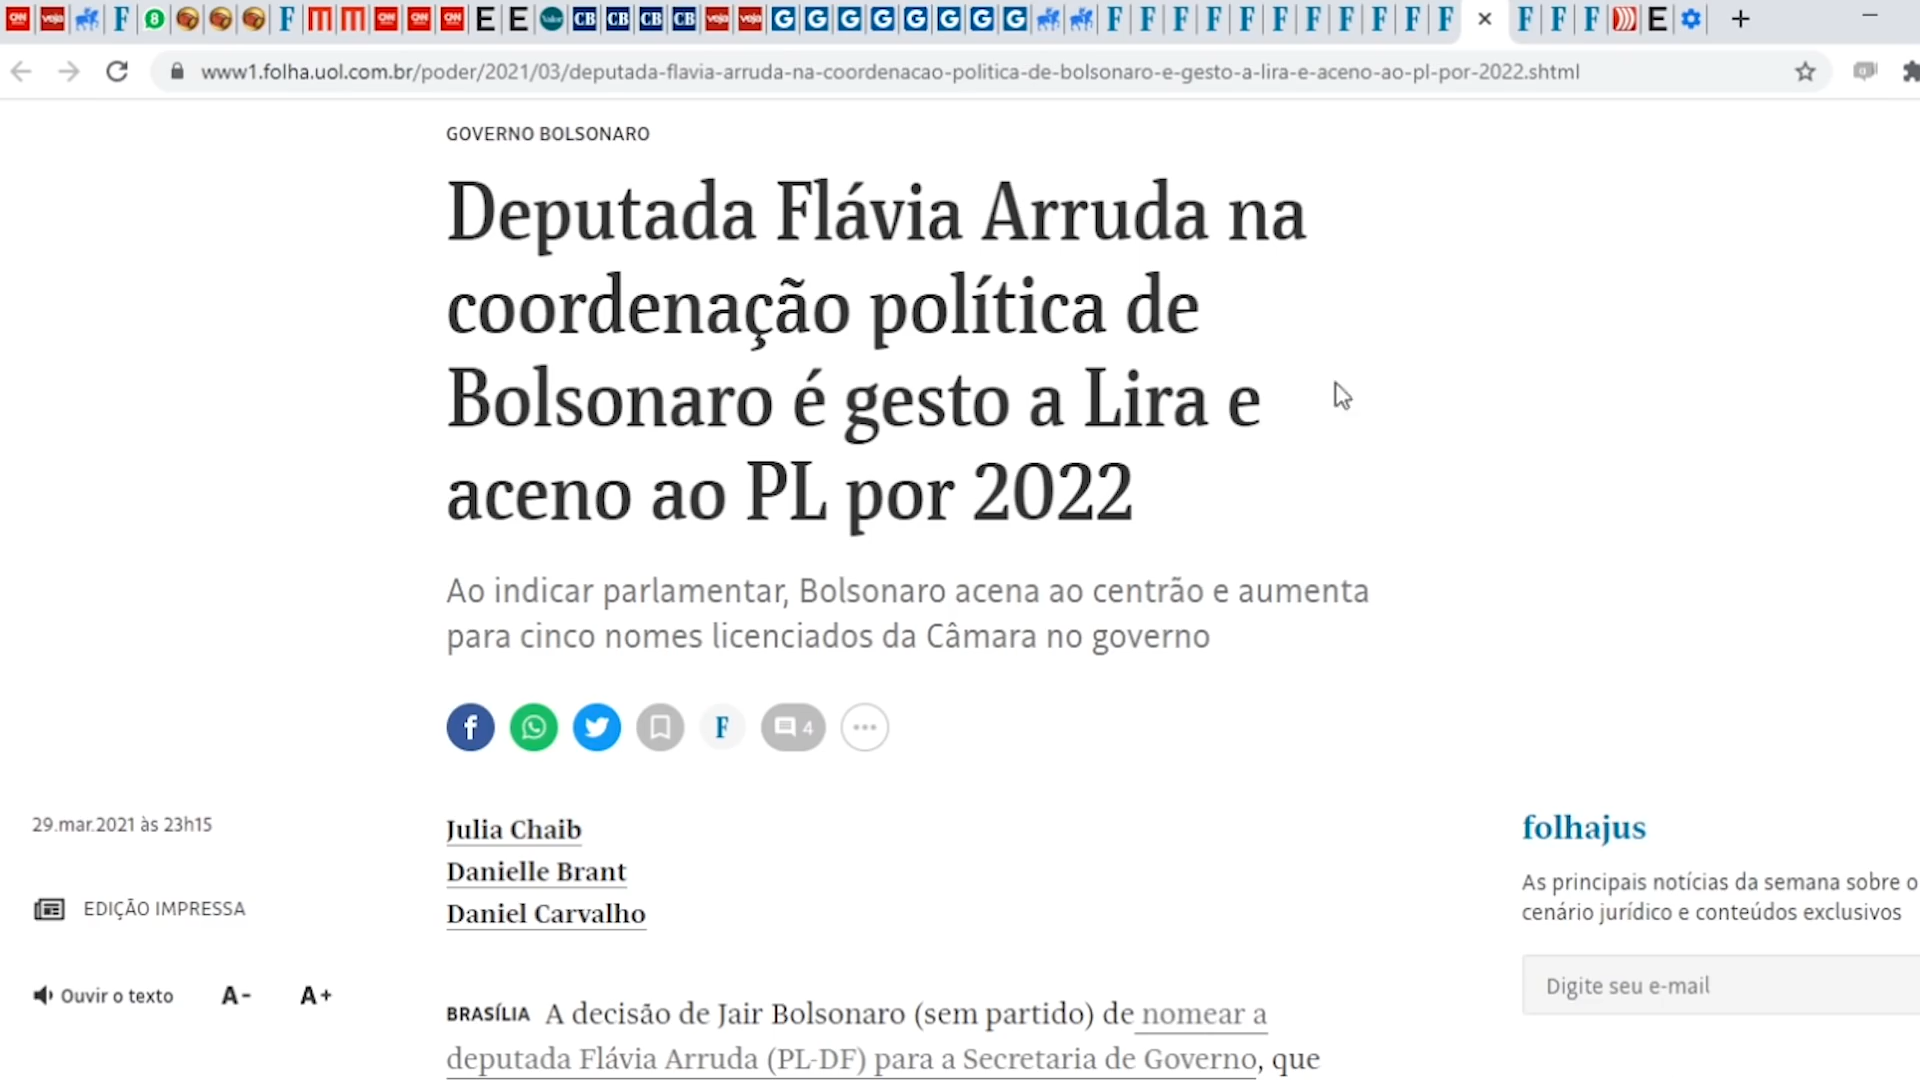 www1.folha.uol.com.br/poder/2021/03/deputada-flavia-arruda-na-coordenacao-politica-de-bolsonaro-e-gesto-a-lira-e-aceno-ao-pl-por-2022.shtml
GOVERNO BOLSONARO
Deputada Flávia Arruda na
coordenação política de
Bolsonaro é gesto a Lira e
aceno ao PL por 2022
Ao indicar parlamentar, Bolsonaro acena ao centrão e aumenta
para cinco nomes licenciados da Câmara no governo
4
29.mar.2021 às 23h15
EDIÇÃO IMPRESSA
Ouvir o texto A- A+
Julia Chaib
Danielle Brant
Daniel Carvalho
BRASÍLIA A decisão de Jair Bolsonaro (sem partido) de nomear a
deputada Flávia Arruda (PL-DF) para a Secretaria de Governo, que
folhajus
As principais notícias da semana sobre o
cenário jurídico e conteúdos exclusivos
Digite seu e-mail